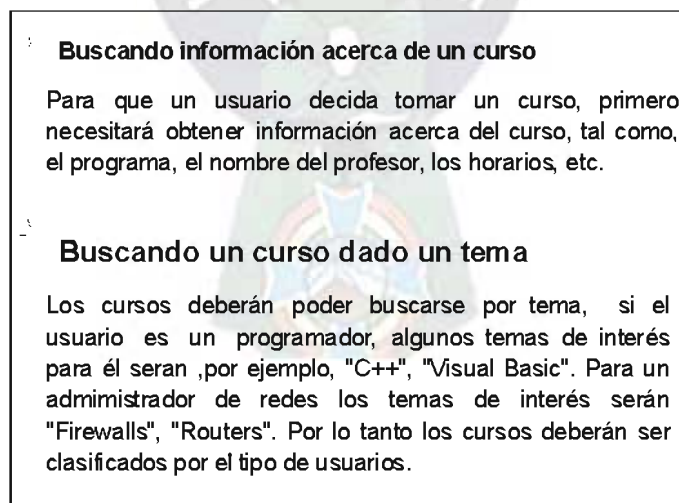 Buscando información acerca de un curso
Para que un usuario decida tomar un curso, primero
necesitará obtener información acerca del curso, tal como,
el programa, el nombre del profesor, los horarios, etc.
Buscando un curso dado un tema
Los cursos deberán poder buscarse por tema, si el
usuario es un programador, algunos temas de interés
para él seran ,por ejemplo, "C++", "Visual Basic". Para un
admimistrador de redes los temas de interés serán
"Firewalls", "Routers". Por lo tanto los cursos deberán ser
clasificados por el tipo de usuarios.